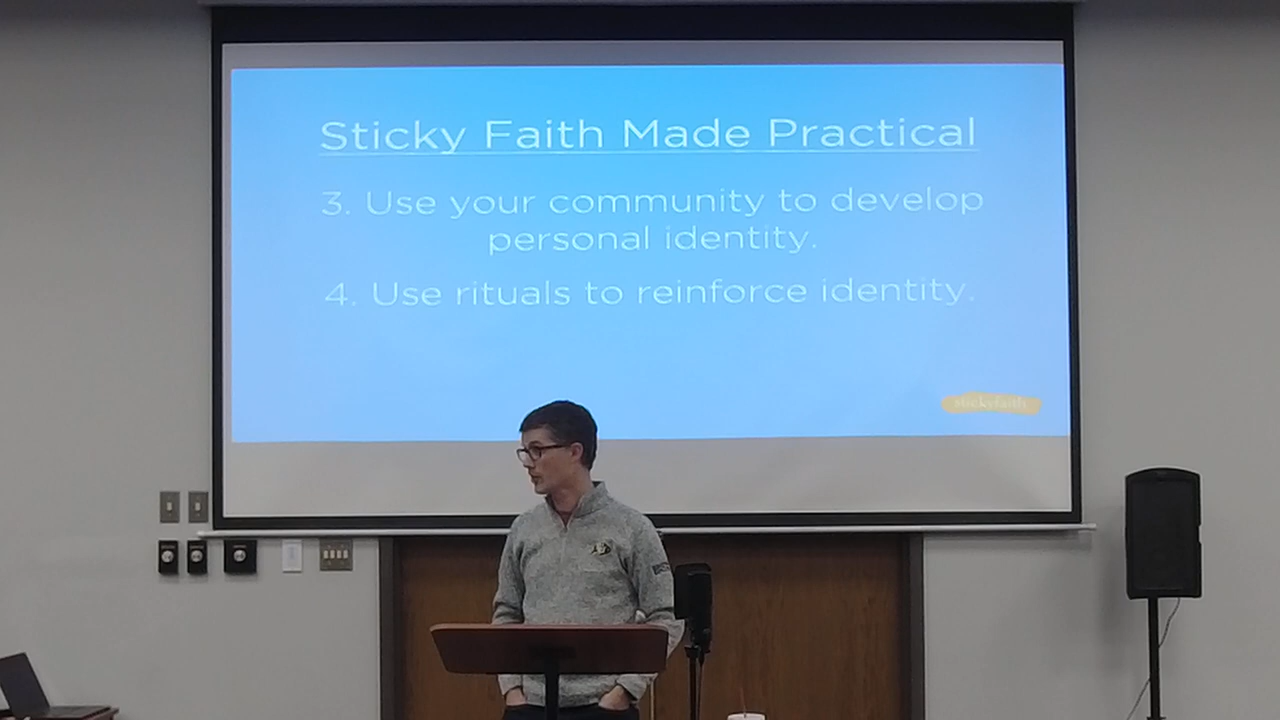 Sticky Faith Made Practical
3. Use your community to develop
personal identity.
4. Use rituals to reinforce identity.
stickyfaith